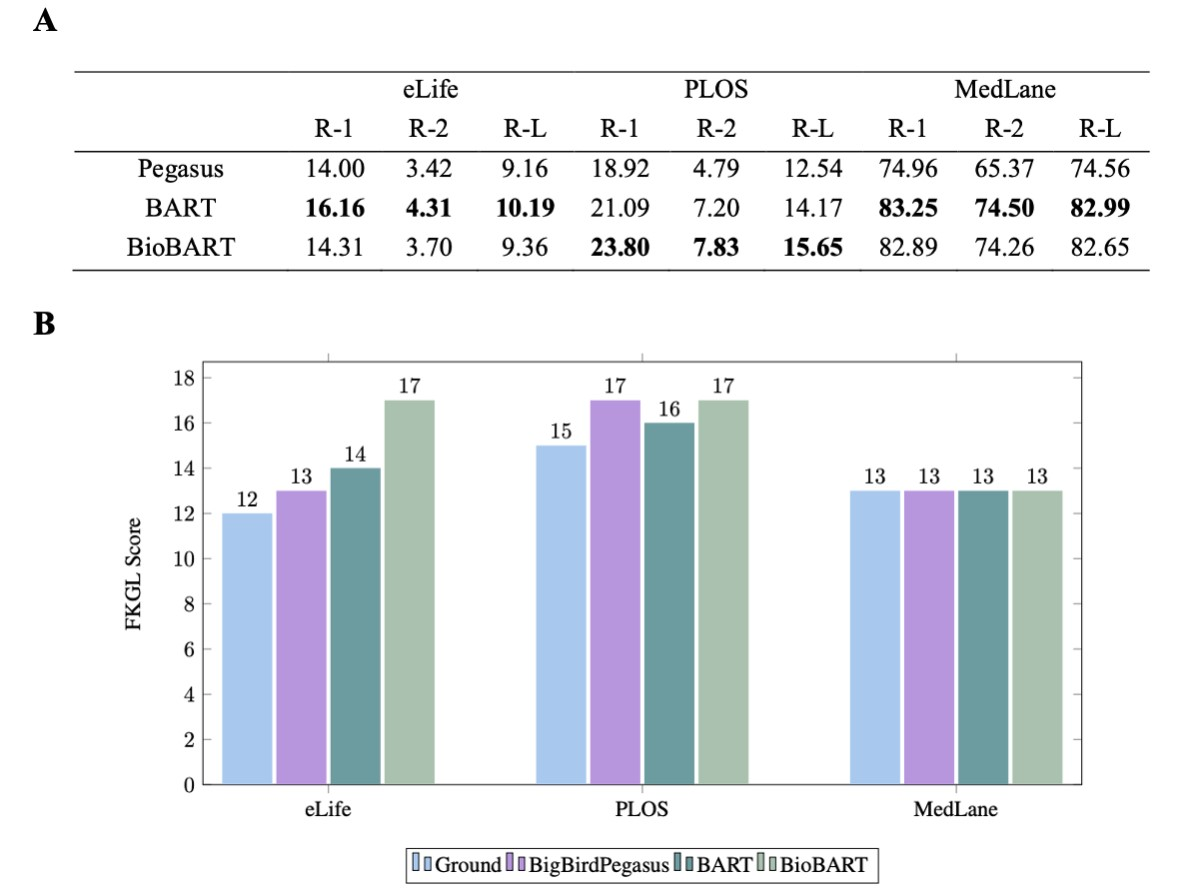 A
eLife PLOS MedLane
R-1 R-2 R-L R-1 R-2 R-L R-1 R-2 R-L
Pegasus 14.00 3.42 9.16 18.92 4.79 12.54 74.96 65.37 74.56
BART 16.16 4.31 10.19 21.09 7.20 14.17 83.25 74.50 82.99
BioBART 14.31 3.70 9.36 23.80 7.83 15.65 82.89 74.26 82.65
B
FKGL Score
18
16
14
12
10
8
6
4
2
0
12 13 14 17
15 17 16 17
13 13 13 13
eLife PLOS MedLane
Ground BigBirdPegasus BART BioBART